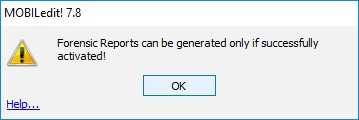 MOBILedit! 7.8
Forensic Reports can be generated only if successfully
activated!
OK
Help...